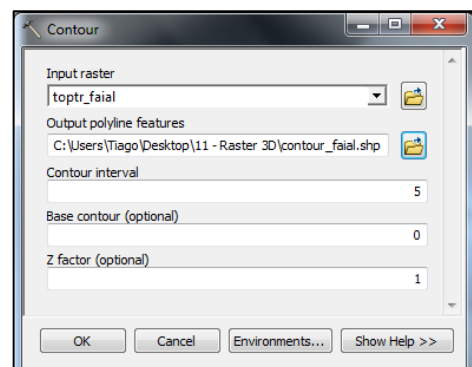 Contour
Input raster
toptr_faial
Output polyline features
C:\Users\Tiago\Desktop\11 - Raster 3D\contour_faial.shp
Contour interval
5
Base contour (optional)
0
Z factor (optional)
1
OK Cancel Environments... Show Help >>